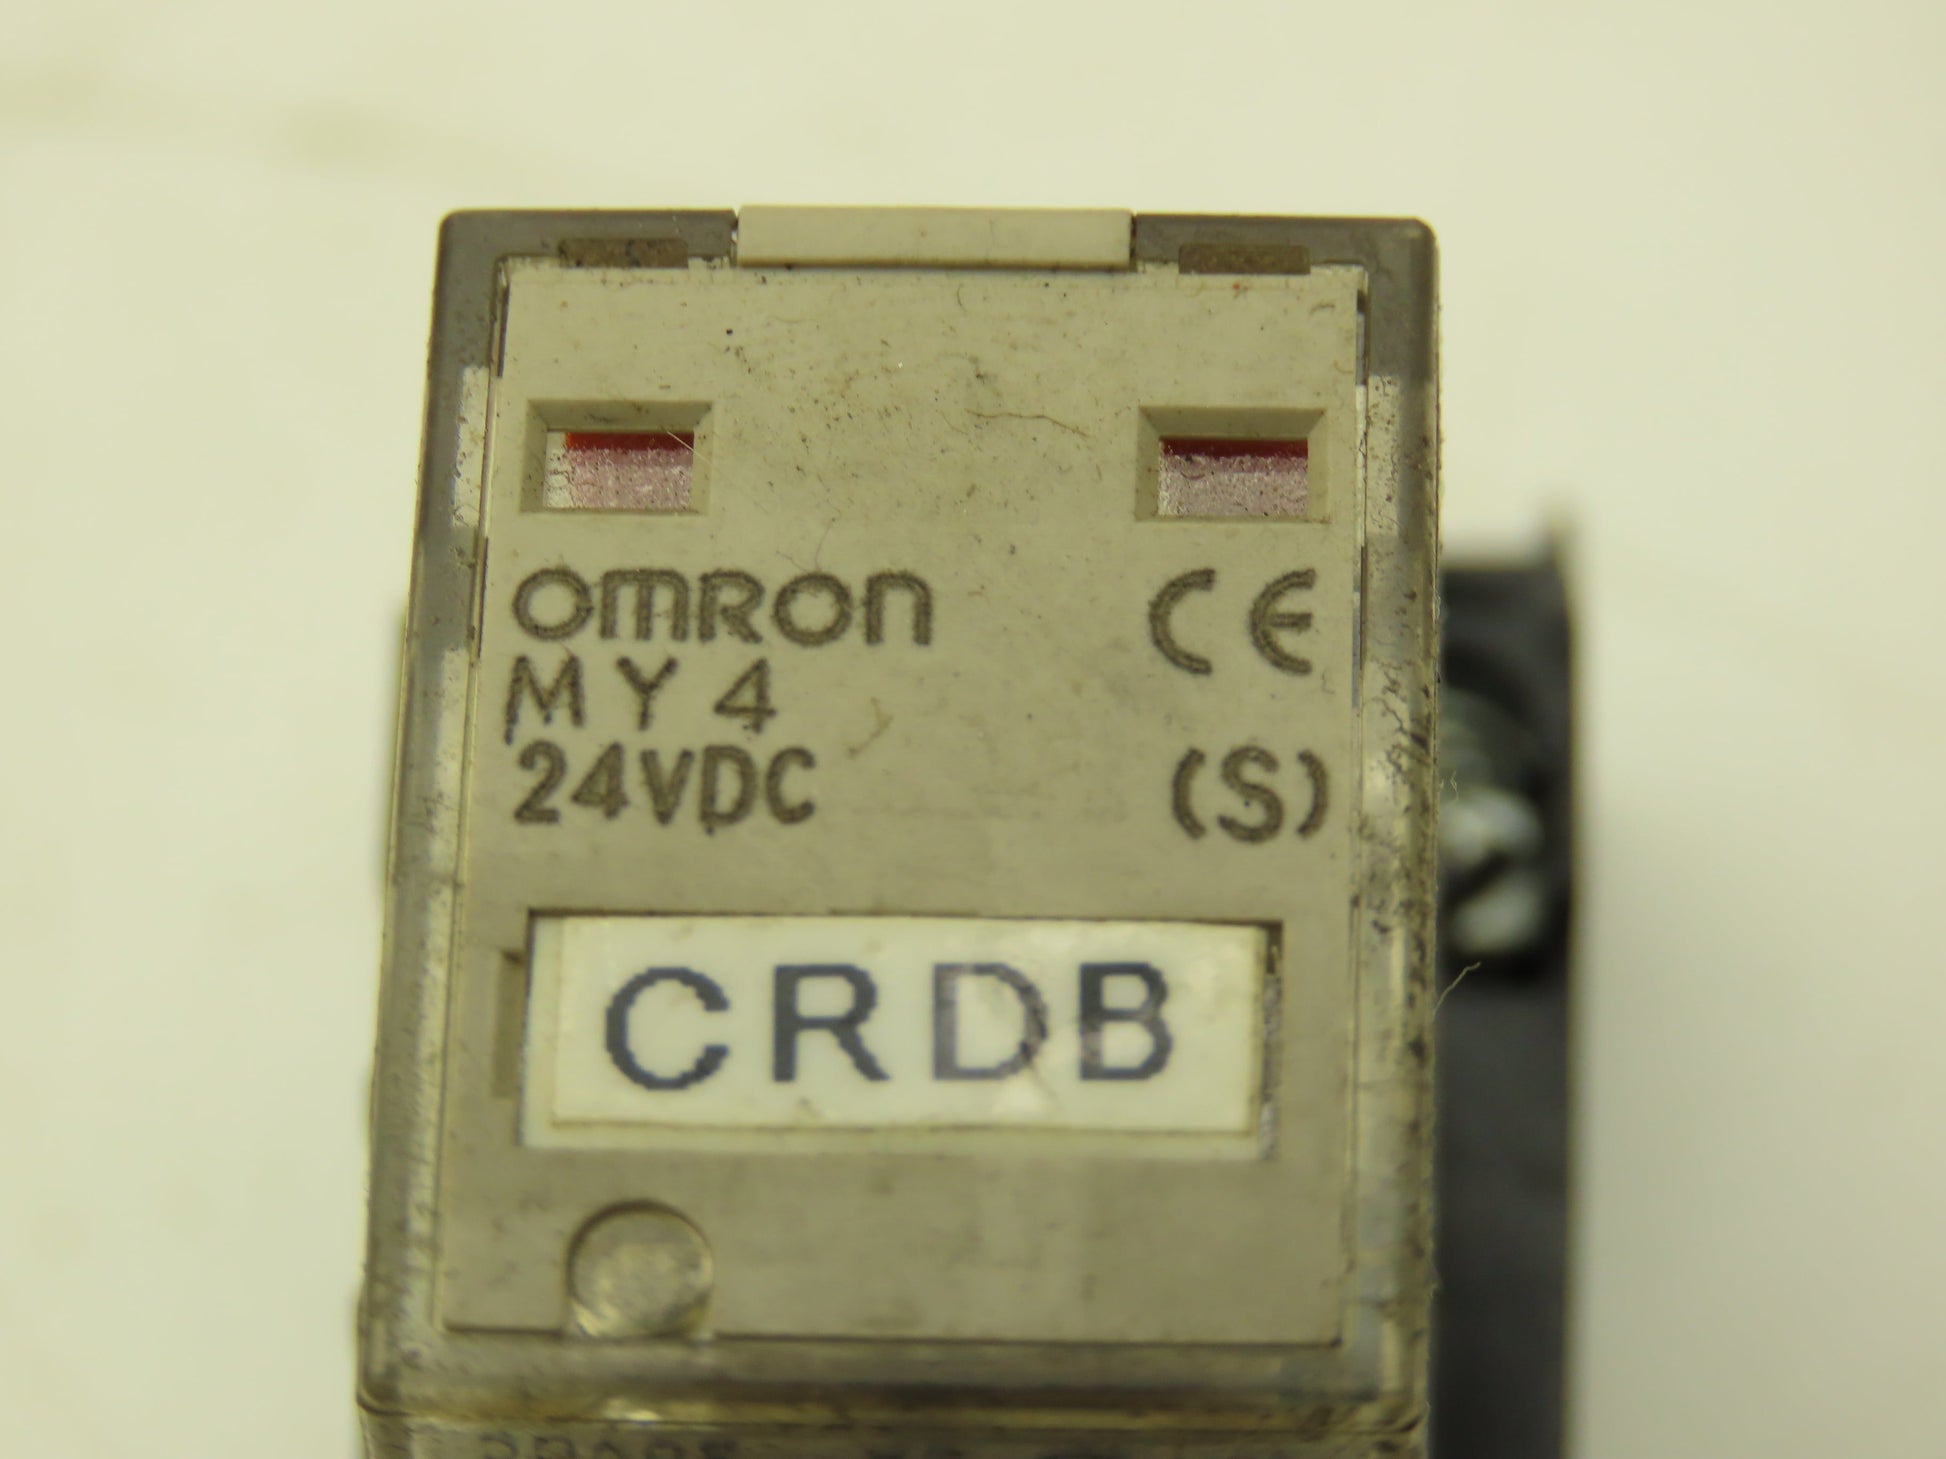 OMRON CE
MY4
24VDC (S)
CRDB